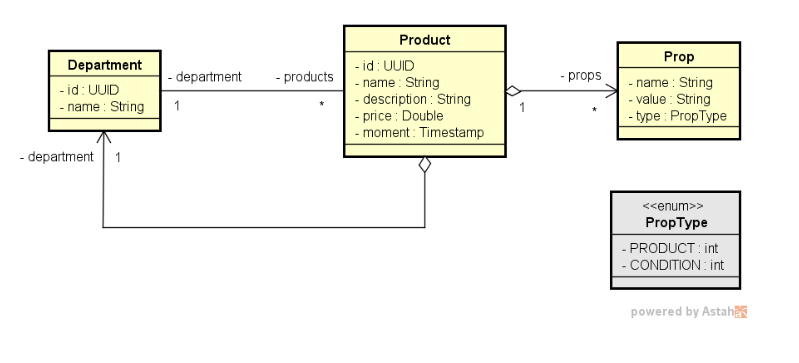 Department
- id : UUID
- name : String
- department
1
- products
*
Product
- id : UUID
- name : String
- description : String
- price : Double
- moment : Timestamp
1
- props
*
Prop
- name : String
- value : String
- type : PropType
- department
1
<<enum>>
PropType
- PRODUCT : int
- CONDITION : int
powered by Astah